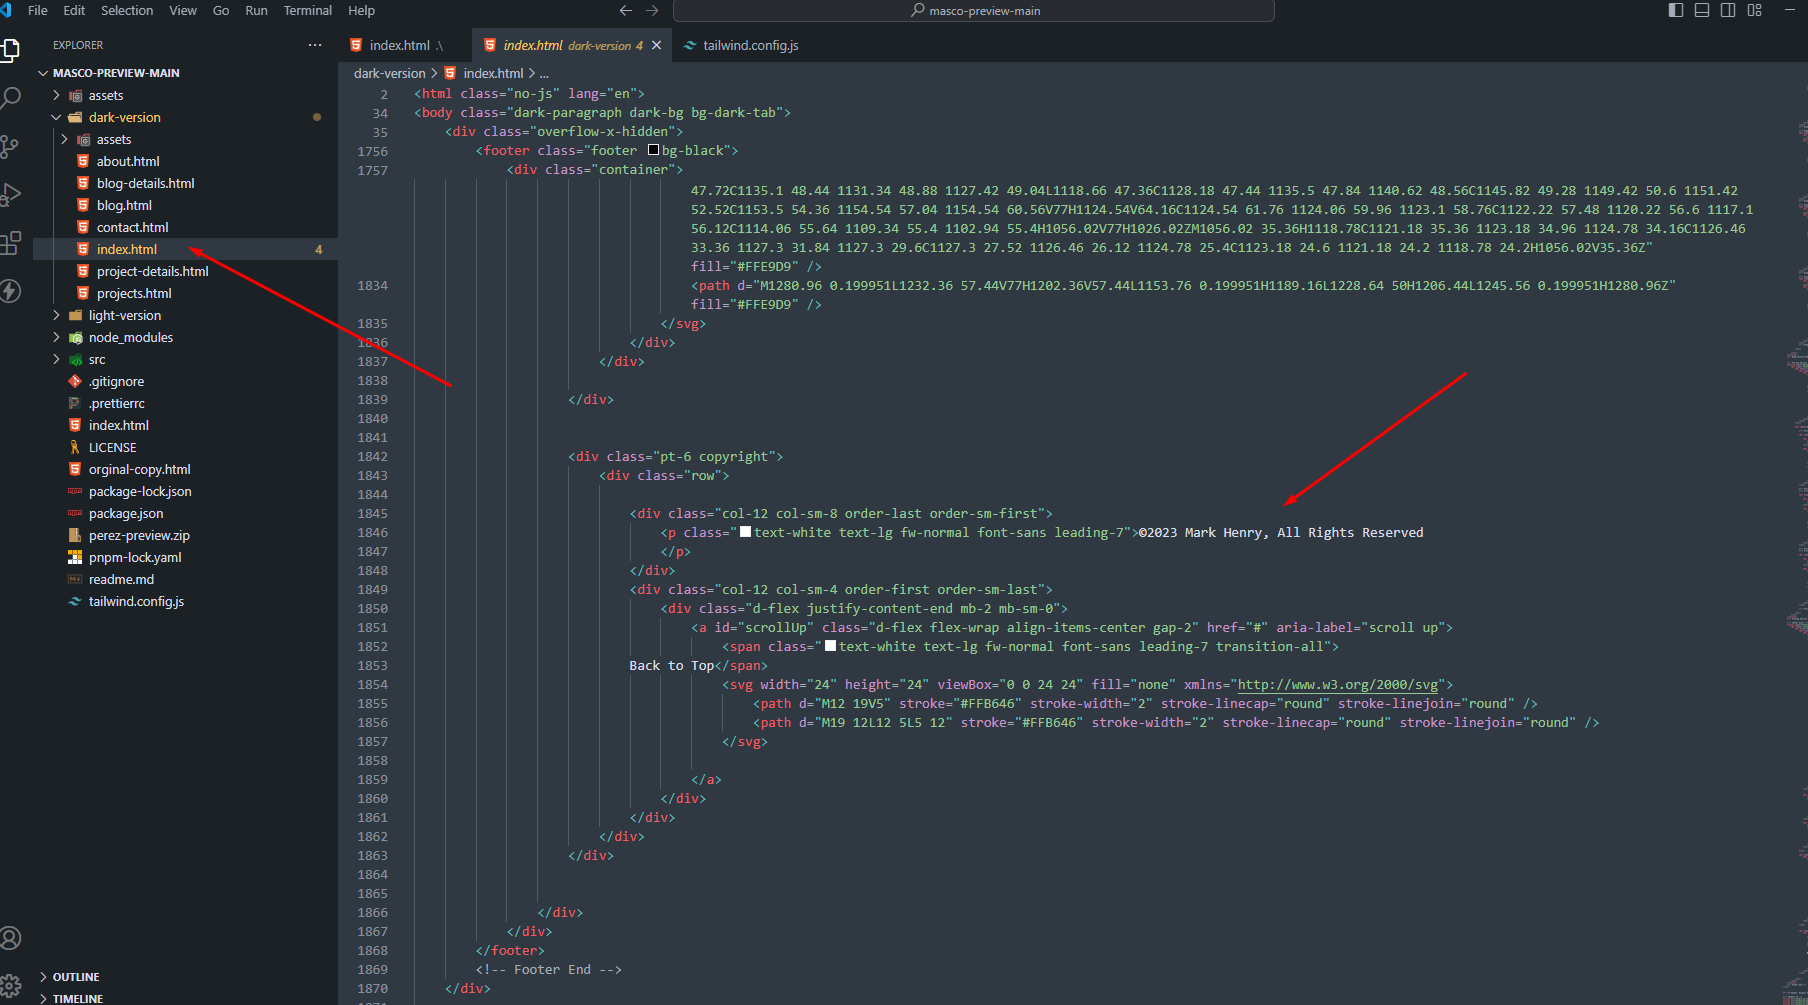 File Edit Selection View Go Run Terminal Help
masco-preview-main
EXPLORER
MASCO-PREVIEW-MAIN
assets
dark-version
assets
about.html
blog-details.html
blog.html
contact.html
index.html 4
project-details.html
projects.html
light-version
node_modules
src
.gitignore
.prettierrc
index.html
LICENSE
orginal-copy.html
package-lock.json
package.json
perez-preview.zip
pnpm-lock.yaml
readme.md
tailwind.config.js
OUTLINE
TIMELINE
index.html .\
index.html dark-version 4
tailwind.config.js
dark-version > index.html > ...
2 <html class="no-js" lang="en">
34 <body class="dark-paragraph dark-bg bg-dark-tab">
35 <div class="overflow-x-hidden">
1756 <footer class="footer bg-black">
1757 <div class="container">
47.72C1135.1 48.44 1131.34 48.88 1127.42 49.04L1118.66 47.36C1128.18 47.44 1135.5 47.84 1140.62 48.56C1145.82 49.28 1149.42 50.6 1151.42
52.52C1153.5 54.36 1154.54 57.04 1154.54 60.56V77H1124.54V64.16C1124.54 61.76 1124.06 59.96 1123.1 58.76C1122.22 57.48 1120.22 56.6 1117.1
56.12C1114.06 55.64 1109.34 55.4 1102.94 55.4H1056.02V77H1026.02ZM1056.02 35.36H1118.78C1121.18 35.36 1123.18 34.96 1124.78 34.16C1126.46
33.36 1127.3 31.84 1127.3 29.6C1127.3 27.52 1126.46 26.12 1124.78 25.4C1123.18 24.6 1121.18 24.2 1118.78 24.2H1056.02V35.36Z"
fill="#FFE9D9" />
1834 <path d="M1280.96 0.199951L1232.36 57.44V77H1202.36V57.44L1153.76 0.199951H1189.16L1228.64 50H1206.44L1245.56 0.199951H1280.96Z"
fill="#FFE9D9" />
1835 </svg>
1836 </div>
1837 </div>
1838
1839 </div>
1840
1841
1842 <div class="pt-6 copyright">
1843 <div class="row">
1844
1845 <div class="col-12 col-sm-8 order-last order-sm-first">
1846 <p class="text-white text-lg fw-normal font-sans leading-7">©2023 Mark Henry, All Rights Reserved
1847 </p>
1848 </div>
1849 <div class="col-12 col-sm-4 order-first order-sm-last">
1850 <div class="d-flex justify-content-end mb-2 mb-sm-0">
1851 <a id="scrollUp" class="d-flex flex-wrap align-items-center gap-2" href="#" aria-label="scroll up">
1852 <span class="text-white text-lg fw-normal font-sans leading-7 transition-all">
1853 Back to Top</span>
1854 <svg width="24" height="24" viewBox="0 0 24 24" fill="none" xmlns="http://www.w3.org/2000/svg">
1855 <path d="M12 19V5" stroke="#FFB646" stroke-width="2" stroke-linecap="round" stroke-linejoin="round" />
1856 <path d="M19 12L12 5L5 12" stroke="#FFB646" stroke-width="2" stroke-linecap="round" stroke-linejoin="round" />
1857 </svg>
1858
1859 </a>
1860 </div>
1861 </div>
1862 </div>
1863 </div>
1864
1865
1866 </div>
1867 </div>
1868 </footer>
1869 <!-- Footer End -->
1870 </div>